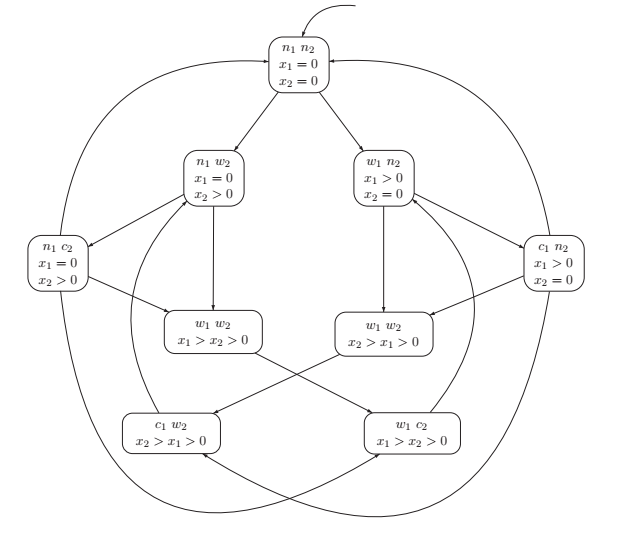 n₁ n₂
x₁ = 0
x₂ = 0
n₁ w₂
x₁ = 0
x₂ > 0
w₁ n₂
x₁ > 0
x₂ = 0
n₁ c₂
x₁ = 0
x₂ > 0
c₁ n₂
x₁ > 0
x₂ = 0
w₁ w₂
x₁ > x₂ > 0
w₁ w₂
x₂ > x₁ > 0
c₁ w₂
x₂ > x₁ > 0
w₁ c₂
x₁ > x₂ > 0